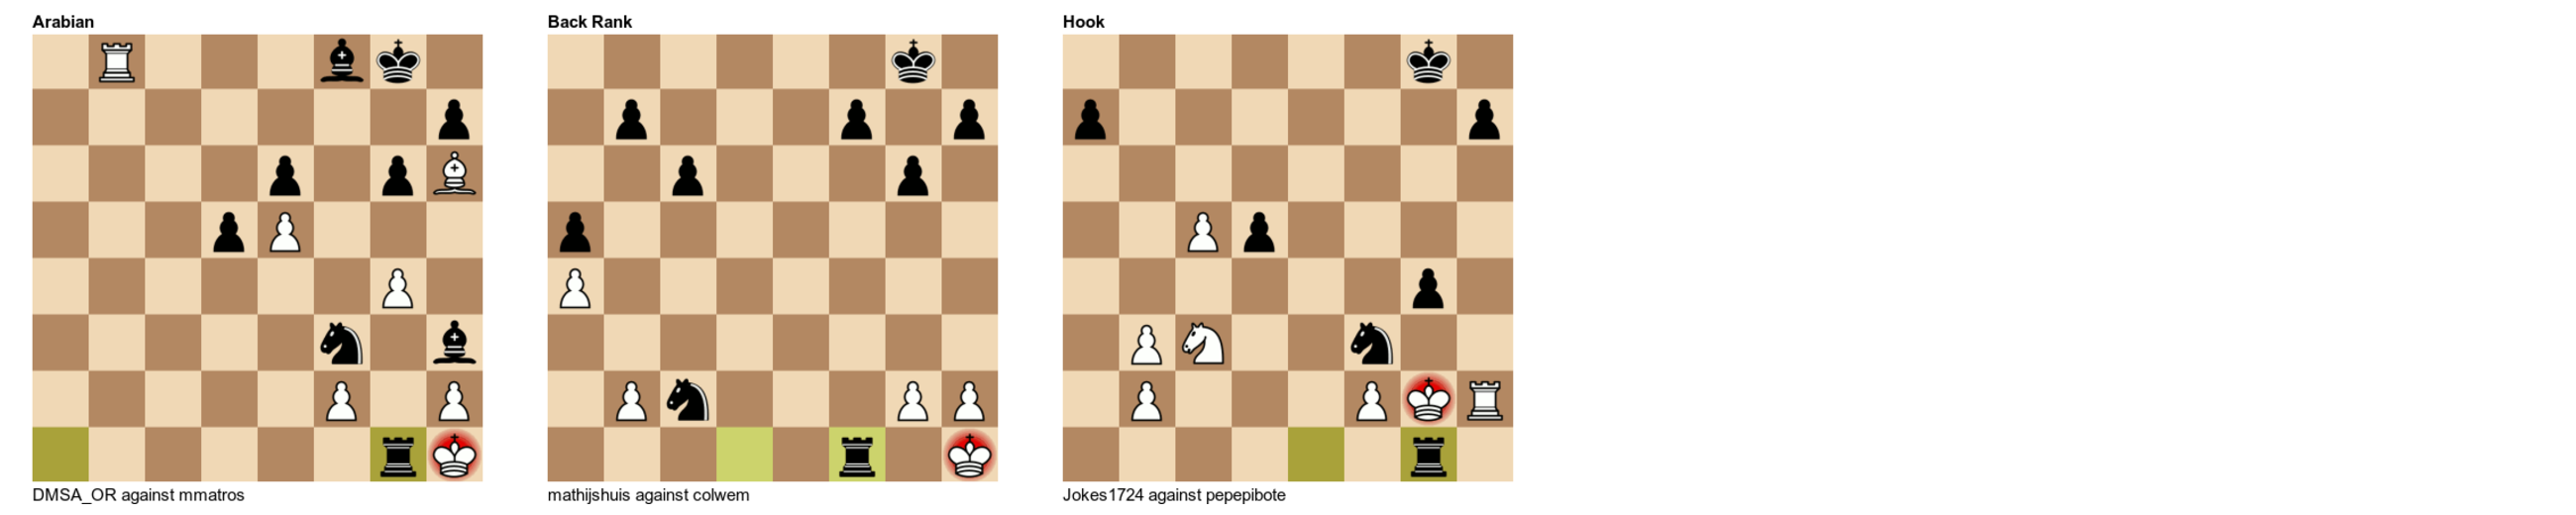 Arabian
Back Rank
Hook
DMSA_OR against mmatros
mathijshuis against colwem
Jokes1724 against pepepibote